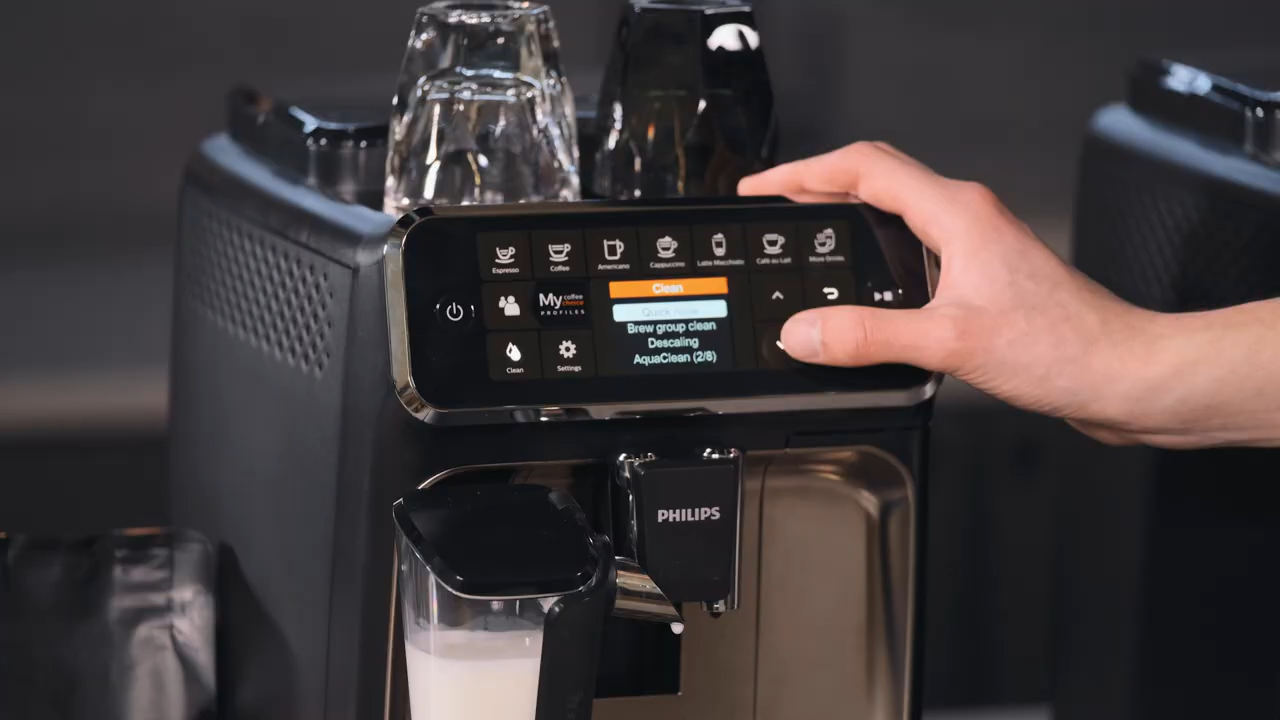 Espresso
Coffee
Americano
Cappuccino
Latte Macchiato
Café au Lait
More Drinks
My coffee choice
PROFILES
Clean
Quick
Brew group clean
Descaling
AquaClean (2/8)
Clean
Settings
PHILIPS